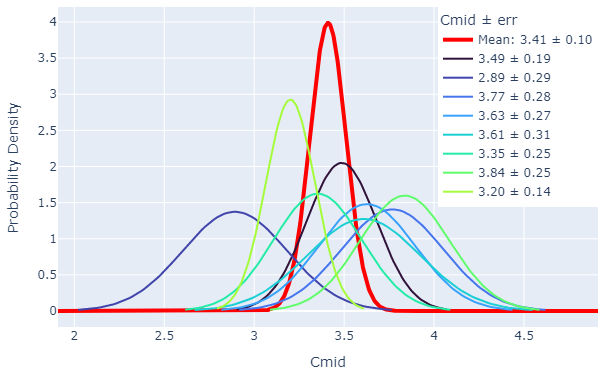 Cmid ± err
Mean: 3.41 ± 0.10
3.49 ± 0.19
2.89 ± 0.29
3.77 ± 0.28
3.63 ± 0.27
3.61 ± 0.31
3.35 ± 0.25
3.84 ± 0.25
3.20 ± 0.14
Probability Density
4
3.5
3
2.5
2
1.5
1
0.5
0
2
2.5
3
3.5
4
4.5
Cmid